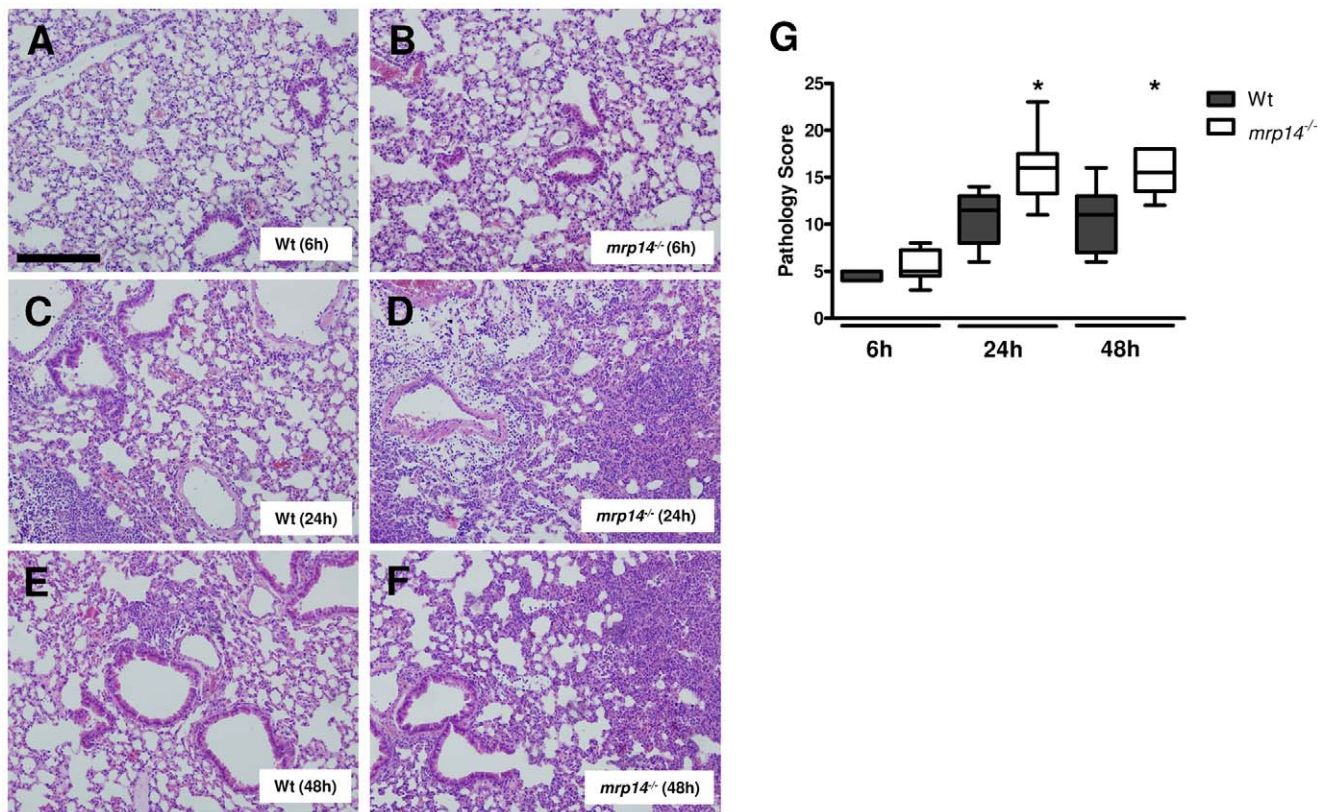 A
Wt (6h)
B
mrp14-/- (6h)
C
Wt (24h)
D
mrp14-/- (24h)
E
Wt (48h)
F
mrp14-/- (48h)
G
Pathology Score
25
20
15
10
5
0
* *
6h 24h 48h
Wt
mrp14-/-